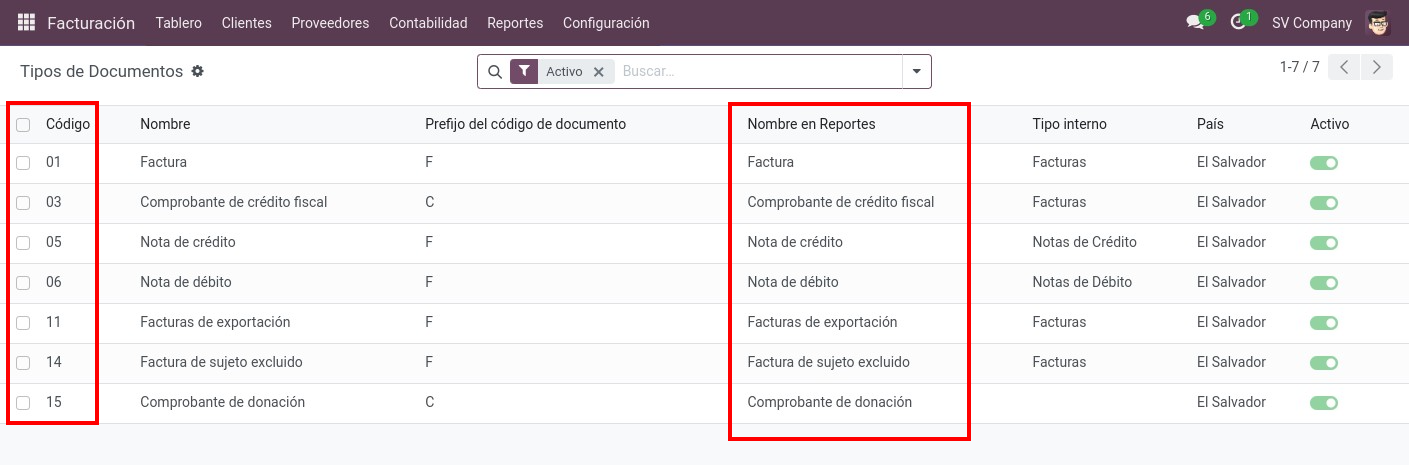 Facturación Tablero Clientes Proveedores Contabilidad Reportes Configuración 6 1 SV Company
Tipos de Documentos Activo Buscar... 1-7 / 7
Código Nombre Prefijo del código de documento Nombre en Reportes Tipo interno País Activo
01 Factura F Factura Facturas El Salvador
03 Comprobante de crédito fiscal C Comprobante de crédito fiscal Facturas El Salvador
05 Nota de crédito F Nota de crédito Notas de Crédito El Salvador
06 Nota de débito F Nota de débito Notas de Débito El Salvador
11 Facturas de exportación F Facturas de exportación Facturas El Salvador
14 Factura de sujeto excluido F Factura de sujeto excluido Facturas El Salvador
15 Comprobante de donación C Comprobante de donación El Salvador